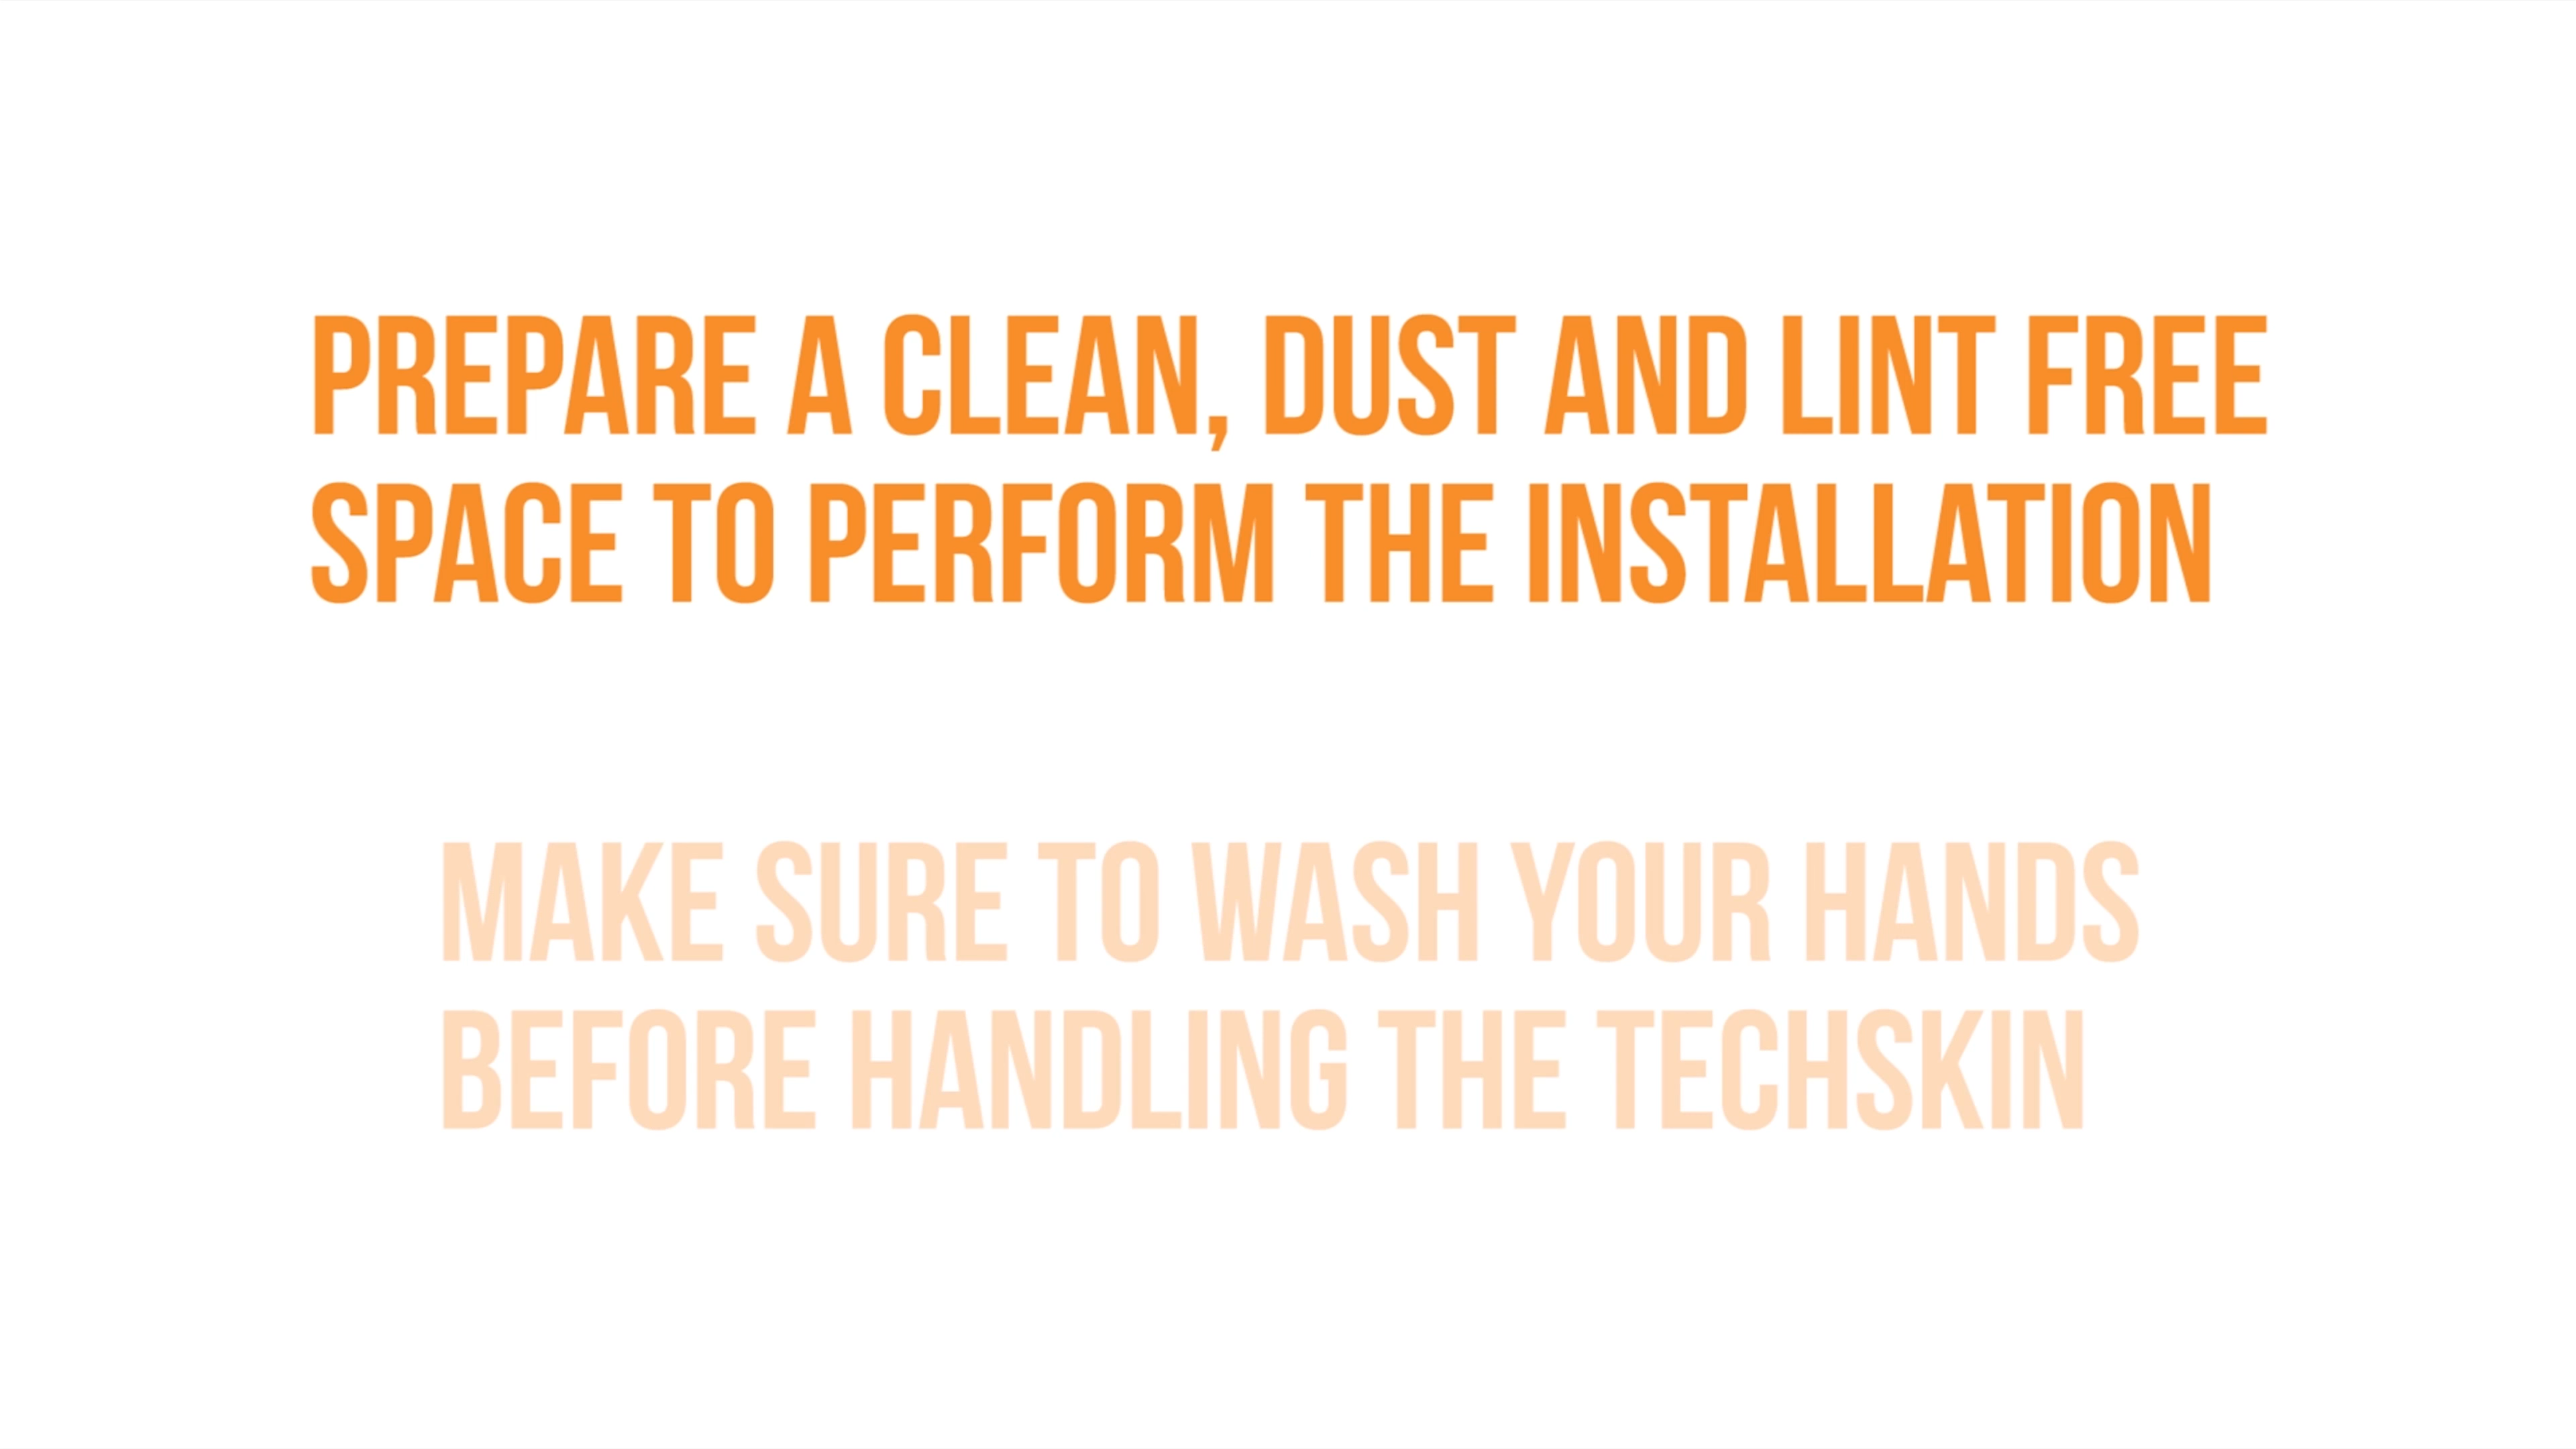 PREPARE A CLEAN, DUST AND LINT FREE
SPACE TO PERFORM THE INSTALLATION
MAKE SURE TO WASH YOUR HANDS
BEFORE HANDLING THE TECHSKIN